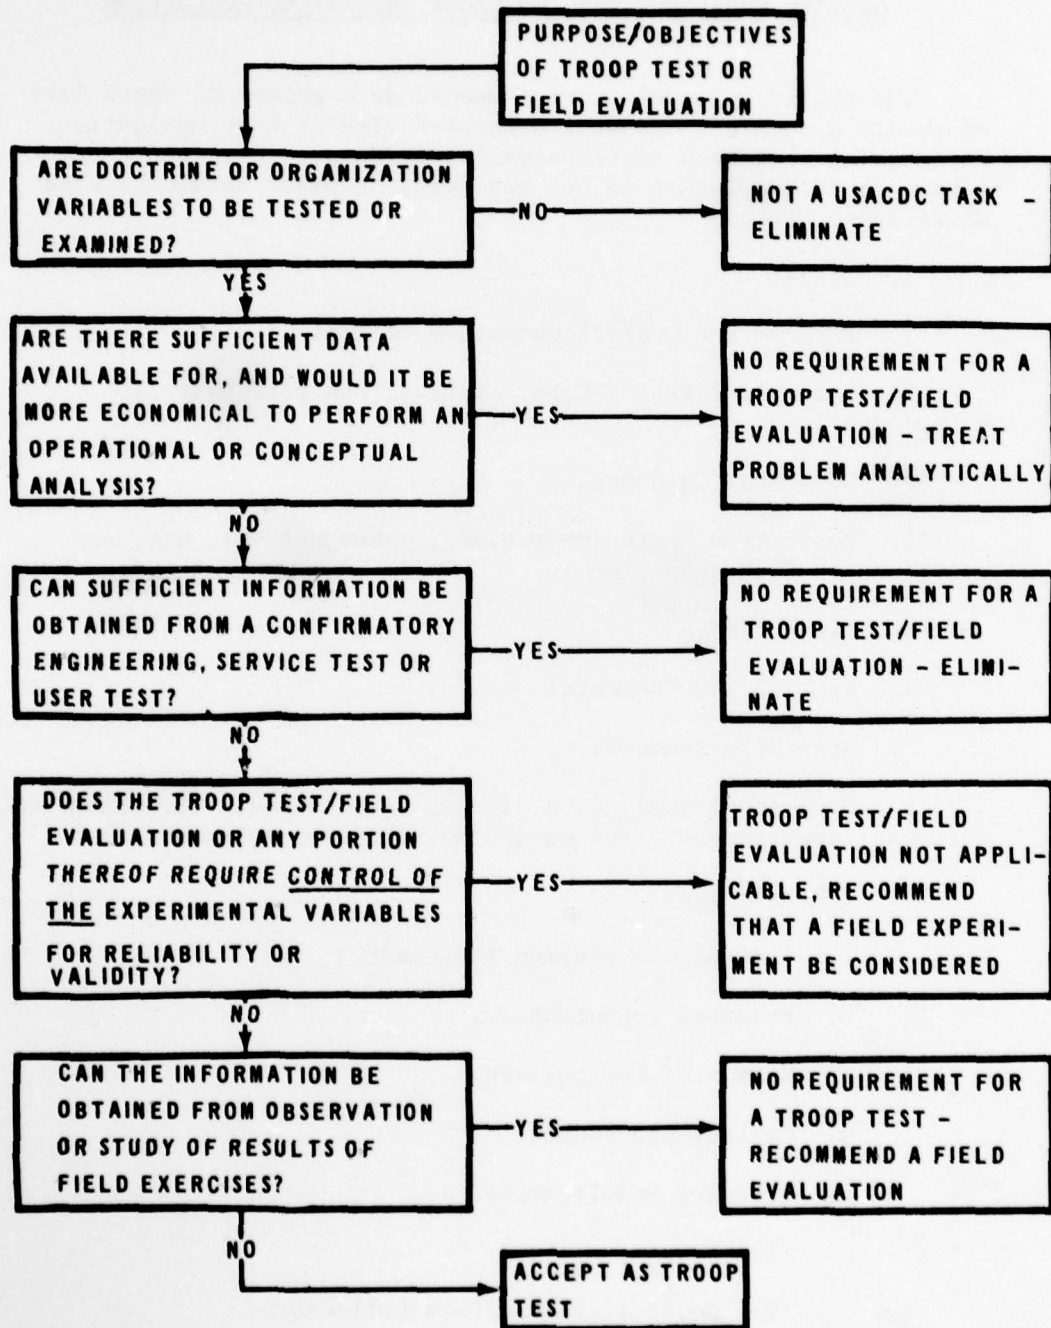 PURPOSE/OBJECTIVES
OF TROOP TEST OR
FIELD EVALUATION
ARE DOCTRINE OR ORGANIZATION
VARIABLES TO BE TESTED OR
EXAMINED?
NO
NOT A USACDC TASK –
ELIMINATE
YES
ARE THERE SUFFICIENT DATA
AVAILABLE FOR, AND WOULD IT BE
MORE ECONOMICAL TO PERFORM AN
OPERATIONAL OR CONCEPTUAL
ANALYSIS?
YES
NO REQUIREMENT FOR A
TROOP TEST/FIELD
EVALUATION – TREAT
PROBLEM ANALYTICALLY
NO
CAN SUFFICIENT INFORMATION BE
OBTAINED FROM A CONFIRMATORY
ENGINEERING, SERVICE TEST OR
USER TEST?
YES
NO REQUIREMENT FOR A
TROOP TEST/FIELD
EVALUATION – ELIMI-
NATE
NO
DOES THE TROOP TEST/FIELD
EVALUATION OR ANY PORTION
THEREOF REQUIRE CONTROL OF
THE EXPERIMENTAL VARIABLES
FOR RELIABILITY OR
VALIDITY?
YES
TROOP TEST/FIELD
EVALUATION NOT APPLI-
CABLE, RECOMMEND
THAT A FIELD EXPERI-
MENT BE CONSIDERED
NO
CAN THE INFORMATION BE
OBTAINED FROM OBSERVATION
OR STUDY OF RESULTS OF
FIELD EXERCISES?
YES
NO REQUIREMENT FOR
A TROOP TEST –
RECOMMEND A FIELD
EVALUATION
NO
ACCEPT AS TROOP
TEST